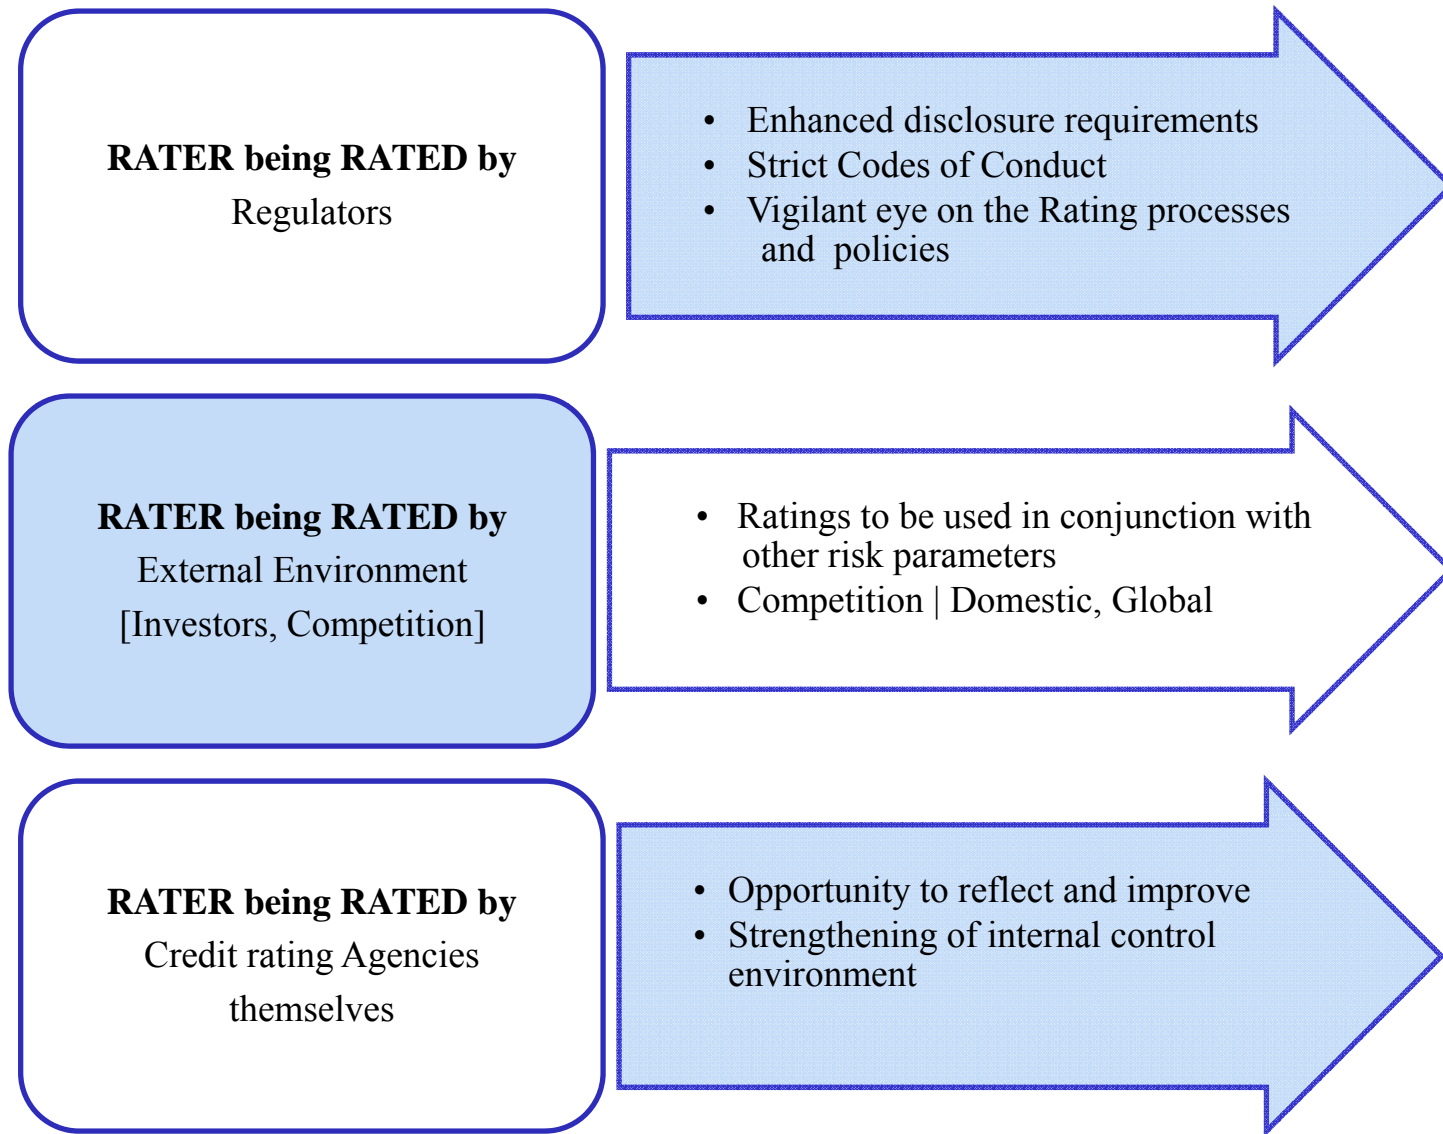 RATER being RATED by
Regulators
• Enhanced disclosure requirements
• Strict Codes of Conduct
• Vigilant eye on the Rating processes
and policies
RATER being RATED by
External Environment
[Investors, Competition]
• Ratings to be used in conjunction with
other risk parameters
• Competition | Domestic, Global
RATER being RATED by
Credit rating Agencies
themselves
• Opportunity to reflect and improve
• Strengthening of internal control
environment